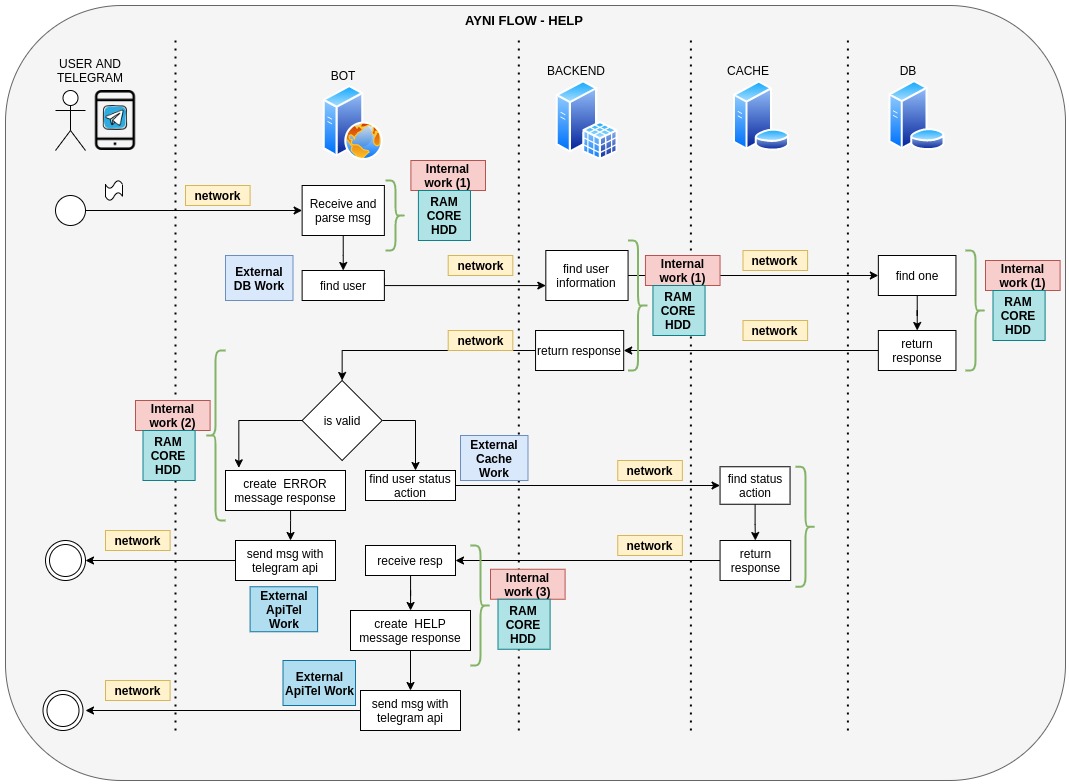 AYNI FLOW - HELP
USER AND
TELEGRAM
BOT
BACKEND
CACHE
DB
network
Receive and
parse msg
Internal
work (1)
RAM
CORE
HDD
External
DB Work
find user
network
find user
information
Internal
work (1)
RAM
CORE
HDD
network
find one
Internal
work (1)
RAM
CORE
HDD
network
return response
network
return
response
Internal
work (2)
RAM
CORE
HDD
is valid
create  ERROR
message response
find user status
action
External
Cache
Work
network
find status
action
network
send msg with
telegram api
receive resp
network
return
response
External
ApiTel
Work
Internal
work (3)
RAM
CORE
HDD
create  HELP
message response
network
External
ApiTel Work
send msg with
telegram api